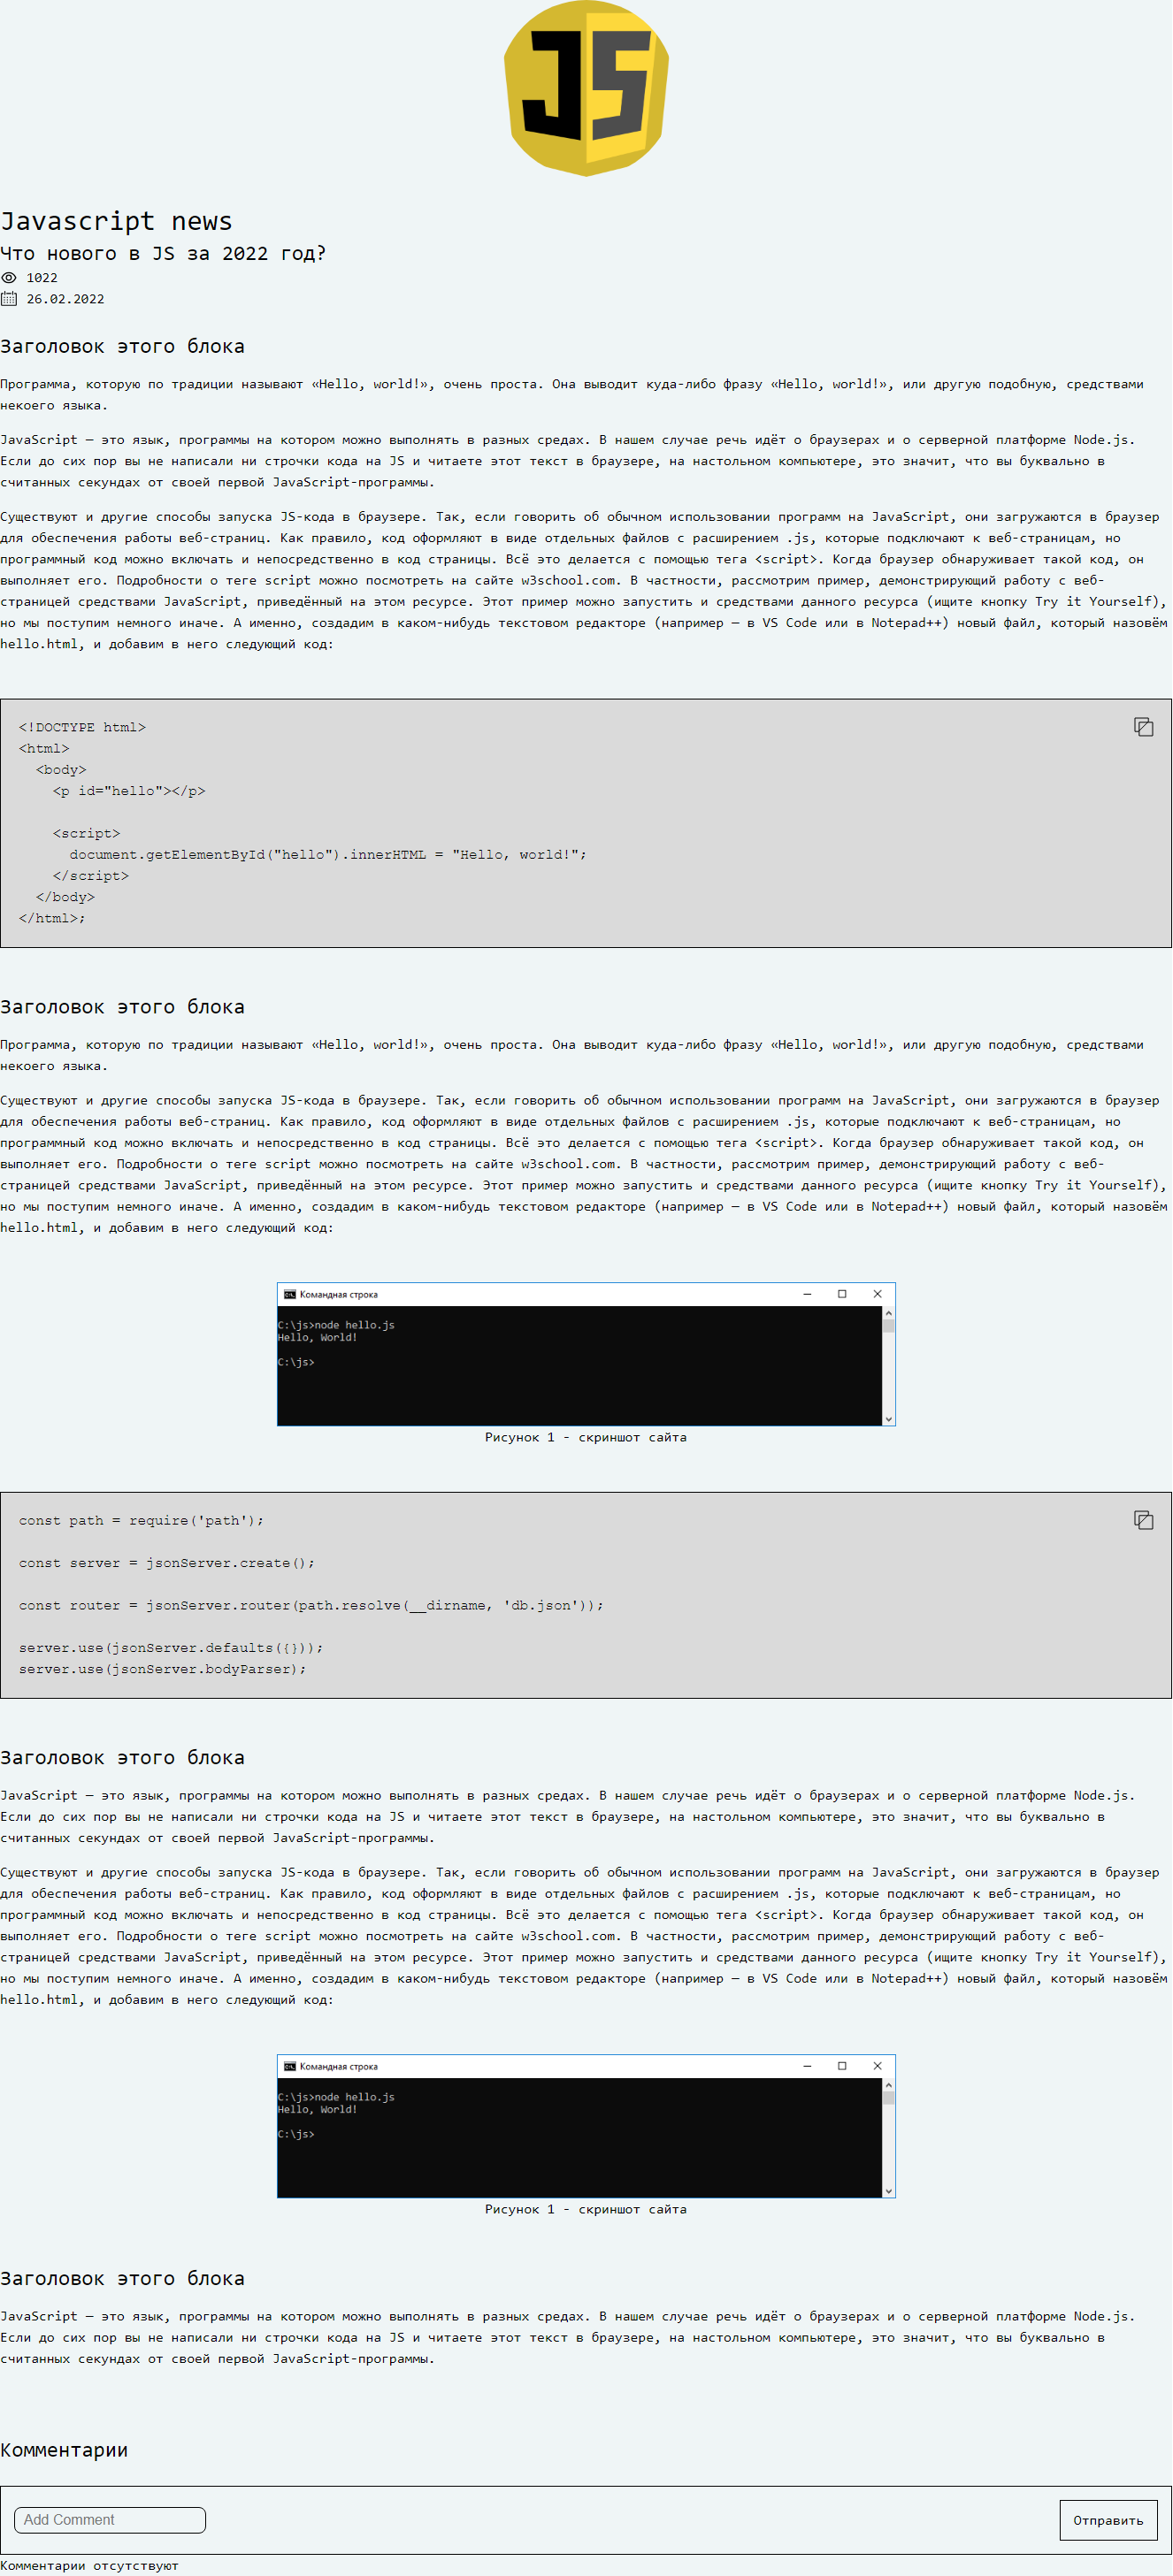 JS
Javascript news
Что нового в JS за 2022 год?
1022
26.02.2022
Заголовок этого блока
Программа, которую по традиции называют «Hello, world!», очень проста. Она выводит куда-либо фразу «Hello, world!», или другую подобную, средствами
некоего языка.
JavaScript — это язык, программы на котором можно выполнять в разных средах. В нашем случае речь идёт о браузерах и о серверной платформе Node.js.
Если до сих пор вы не написали ни строчки кода на JS и читаете этот текст в браузере, на настольном компьютере, это значит, что вы буквально в
считанных секундах от своей первой JavaScript-программы.
Существуют и другие способы запуска JS-кода в браузере. Так, если говорить об обычном использовании программ на JavaScript, они загружаются в браузер
для обеспечения работы веб-страниц. Как правило, код оформляют в виде отдельных файлов с расширением .js, которые подключают к веб-страницам, но
программный код можно включать и непосредственно в код страницы. Всё это делается с помощью тега <script>. Когда браузер обнаруживает такой код, он
выполняет его. Подробности о теге script можно посмотреть на сайте w3school.com. В частности, рассмотрим пример, демонстрирующий работу с веб-
страницей средствами JavaScript, приведённый на этом ресурсе. Этот пример можно запустить и средствами данного ресурса (ищите кнопку Try it Yourself),
но мы поступим немного иначе. А именно, создадим в каком-нибудь текстовом редакторе (например — в VS Code или в Notepad++) новый файл, который назовём
hello.html, и добавим в него следующий код:
<!DOCTYPE html>
<html>
  <body>
    <p id="hello"></p>
    <script>
      document.getElementById("hello").innerHTML = "Hello, world!";
    </script>
  </body>
</html>;
Заголовок этого блока
Программа, которую по традиции называют «Hello, world!», очень проста. Она выводит куда-либо фразу «Hello, world!», или другую подобную, средствами
некоего языка.
Существуют и другие способы запуска JS-кода в браузере. Так, если говорить об обычном использовании программ на JavaScript, они загружаются в браузер
для обеспечения работы веб-страниц. Как правило, код оформляют в виде отдельных файлов с расширением .js, которые подключают к веб-страницам, но
программный код можно включать и непосредственно в код страницы. Всё это делается с помощью тега <script>. Когда браузер обнаруживает такой код, он
выполняет его. Подробности о теге script можно посмотреть на сайте w3school.com. В частности, рассмотрим пример, демонстрирующий работу с веб-
страницей средствами JavaScript, приведённый на этом ресурсе. Этот пример можно запустить и средствами данного ресурса (ищите кнопку Try it Yourself),
но мы поступим немного иначе. А именно, создадим в каком-нибудь текстовом редакторе (например — в VS Code или в Notepad++) новый файл, который назовём
hello.html, и добавим в него следующий код:
Командная строка
C:\js>node hello.js
Hello, World!
C:\js>
Рисунок 1 - скриншот сайта
const path = require('path');
const server = jsonServer.create();
const router = jsonServer.router(path.resolve(__dirname, 'db.json'));
server.use(jsonServer.defaults({}));
server.use(jsonServer.bodyParser);
Заголовок этого блока
JavaScript — это язык, программы на котором можно выполнять в разных средах. В нашем случае речь идёт о браузерах и о серверной платформе Node.js.
Если до сих пор вы не написали ни строчки кода на JS и читаете этот текст в браузере, на настольном компьютере, это значит, что вы буквально в
считанных секундах от своей первой JavaScript-программы.
Существуют и другие способы запуска JS-кода в браузере. Так, если говорить об обычном использовании программ на JavaScript, они загружаются в браузер
для обеспечения работы веб-страниц. Как правило, код оформляют в виде отдельных файлов с расширением .js, которые подключают к веб-страницам, но
программный код можно включать и непосредственно в код страницы. Всё это делается с помощью тега <script>. Когда браузер обнаруживает такой код, он
выполняет его. Подробности о теге script можно посмотреть на сайте w3school.com. В частности, рассмотрим пример, демонстрирующий работу с веб-
страницей средствами JavaScript, приведённый на этом ресурсе. Этот пример можно запустить и средствами данного ресурса (ищите кнопку Try it Yourself),
но мы поступим немного иначе. А именно, создадим в каком-нибудь текстовом редакторе (например — в VS Code или в Notepad++) новый файл, который назовём
hello.html, и добавим в него следующий код:
Командная строка
C:\js>node hello.js
Hello, World!
C:\js>
Рисунок 1 - скриншот сайта
Заголовок этого блока
JavaScript — это язык, программы на котором можно выполнять в разных средах. В нашем случае речь идёт о браузерах и о серверной платформе Node.js.
Если до сих пор вы не написали ни строчки кода на JS и читаете этот текст в браузере, на настольном компьютере, это значит, что вы буквально в
считанных секундах от своей первой JavaScript-программы.
Комментарии
Add Comment
Отправить
Комментарии отсутствуют